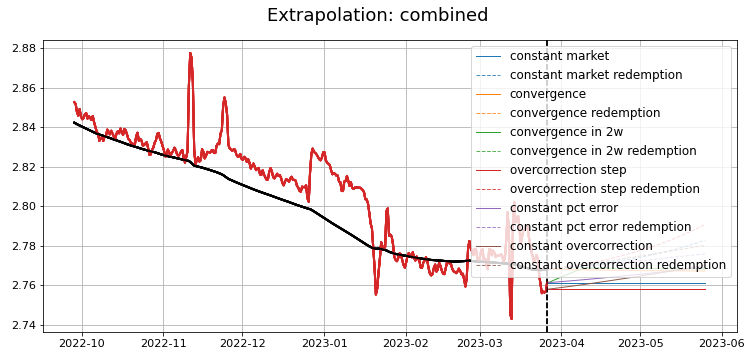 Extrapolation: combined
2.88
2.86
2.84
2.82
2.80
2.78
2.76
2.74
constant market
constant market redemption
convergence
convergence redemption
convergence in 2w
convergence in 2w redemption
overcorrection step
overcorrection step redemption
constant pct error
constant pct error redemption
constant overcorrection
constant overcorrection redemption
2022-10 2022-11 2022-12 2023-01 2023-02 2023-03 2023-04 2023-05 2023-06